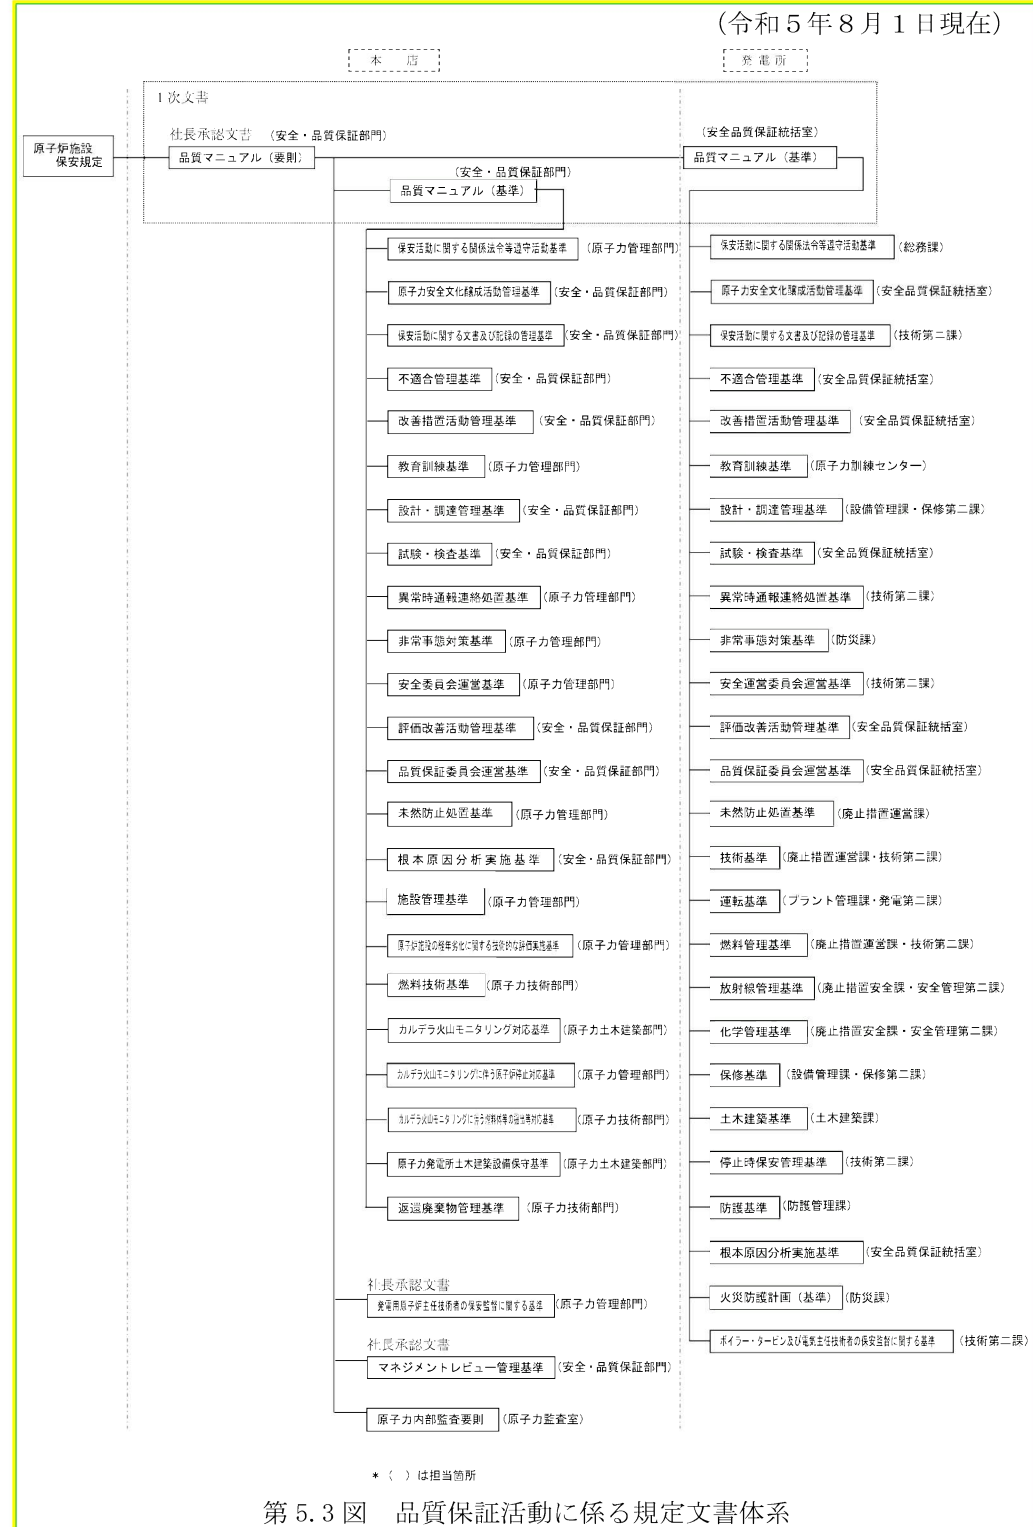 (令和５年８月１日現在)
本　店
発電所
１次文書
社長承認文書　(安全・品質保証部門)
(安全品質保証統括室)
原子炉施設
保安規定
品質マニュアル（要則）
品質マニュアル（基準）
(安全・品質保証部門)
品質マニュアル（基準）
保安活動に関する関係法令等遵守活動基準　(原子力管理部門)
原子力安全文化醸成活動管理基準　(安全・品質保証部門)
保安活動に関する文書及び記録の管理基準　(安全・品質保証部門)
不適合管理基準　(安全・品質保証部門)
改善措置活動管理基準　(安全・品質保証部門)
教育訓練基準　(原子力管理部門)
設計・調達管理基準　(安全・品質保証部門)
試験・検査基準　(安全・品質保証部門)
異常時通報連絡処置基準　(原子力管理部門)
非常事態対策基準　(原子力管理部門)
安全委員会運営基準　(原子力管理部門)
評価改善活動管理基準　(安全・品質保証部門)
品質保証委員会運営基準　(安全・品質保証部門)
未然防止処置基準　(原子力管理部門)
根本原因分析実施基準　(安全・品質保証部門)
施設管理基準　(原子力管理部門)
原子炉施設の経年劣化に関する技術的な評価実施基準　(原子力管理部門)
燃料技術基準　(原子力技術部門)
カルデラ火山モニタリング対応基準　(原子力土木建築部門)
カルデラ火山モニタリングに伴う原子炉停止対応基準　(原子力管理部門)
カルデラ火山モニタリングに伴う燃料体等の搬出等対応基準　(原子力技術部門)
原子力発電所土木建築設備保守基準　(原子力土木建築部門)
返還廃棄物管理基準　(原子力技術部門)
社長承認文書
発電用原子炉主任技術者の保安監督に関する基準　(原子力管理部門)
社長承認文書
マネジメントレビュー管理基準　(安全・品質保証部門)
原子力内部監査要則　(原子力監査室)
保安活動に関する関係法令等遵守活動基準　(総務課)
原子力安全文化醸成活動管理基準　(安全品質保証統括室)
保安活動に関する文書及び記録の管理基準　(技術第二課)
不適合管理基準　(安全品質保証統括室)
改善措置活動管理基準　(安全品質保証統括室)
教育訓練基準　(原子力訓練センター)
設計・調達管理基準　(設備管理課・保修第二課)
試験・検査基準　(安全品質保証統括室)
異常時通報連絡処置基準　(技術第二課)
非常事態対策基準　(防災課)
安全運営委員会運営基準　(技術第二課)
評価改善活動管理基準　(安全品質保証統括室)
品質保証委員会運営基準　(安全品質保証統括室)
未然防止処置基準　(廃止措置運営課)
技術基準　(廃止措置運営課・技術第二課)
運転基準　(プラント管理課・発電第二課)
燃料管理基準　(廃止措置運営課・技術第二課)
放射線管理基準　(廃止措置安全課・安全管理第二課)
化学管理基準　(廃止措置安全課・安全管理第二課)
保修基準　(設備管理課・保修第二課)
土木建築基準　(土木建築課)
停止時保安管理基準　(技術第二課)
防護基準　(防護管理課)
根本原因分析実施基準　(安全品質保証統括室)
火災防護計画（基準）　(防災課)
ボイラー・タービン及び電気主任技術者の保安監督に関する基準　(技術第二課)
＊（　）は担当箇所
第５.３図　品質保証活動に係る規定文書体系